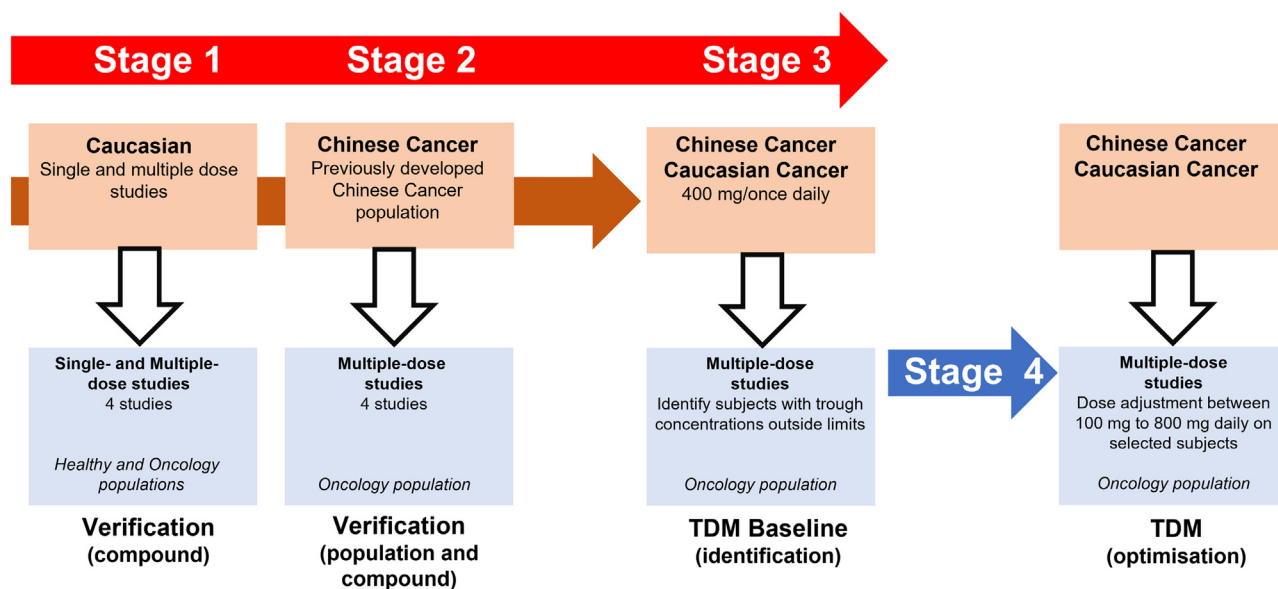 Stage 1
Stage 2
Stage 3
Caucasian
Single and multiple dose
studies
Chinese Cancer
Previously developed
Chinese Cancer
population
Chinese Cancer
Caucasian Cancer
400 mg/once daily
Chinese Cancer
Caucasian Cancer
Single- and Multiple-
dose studies
4 studies
Healthy and Oncology
populations
Multiple-dose
studies
4 studies
Oncology population
Multiple-dose
studies
Identify subjects with trough
concentrations outside limits
Oncology population
Stage 4
Multiple-dose
studies
Dose adjustment between
100 mg to 800 mg daily on
selected subjects
Oncology population
Verification
(compound)
Verification
(population and
compound)
TDM Baseline
(identification)
TDM
(optimisation)